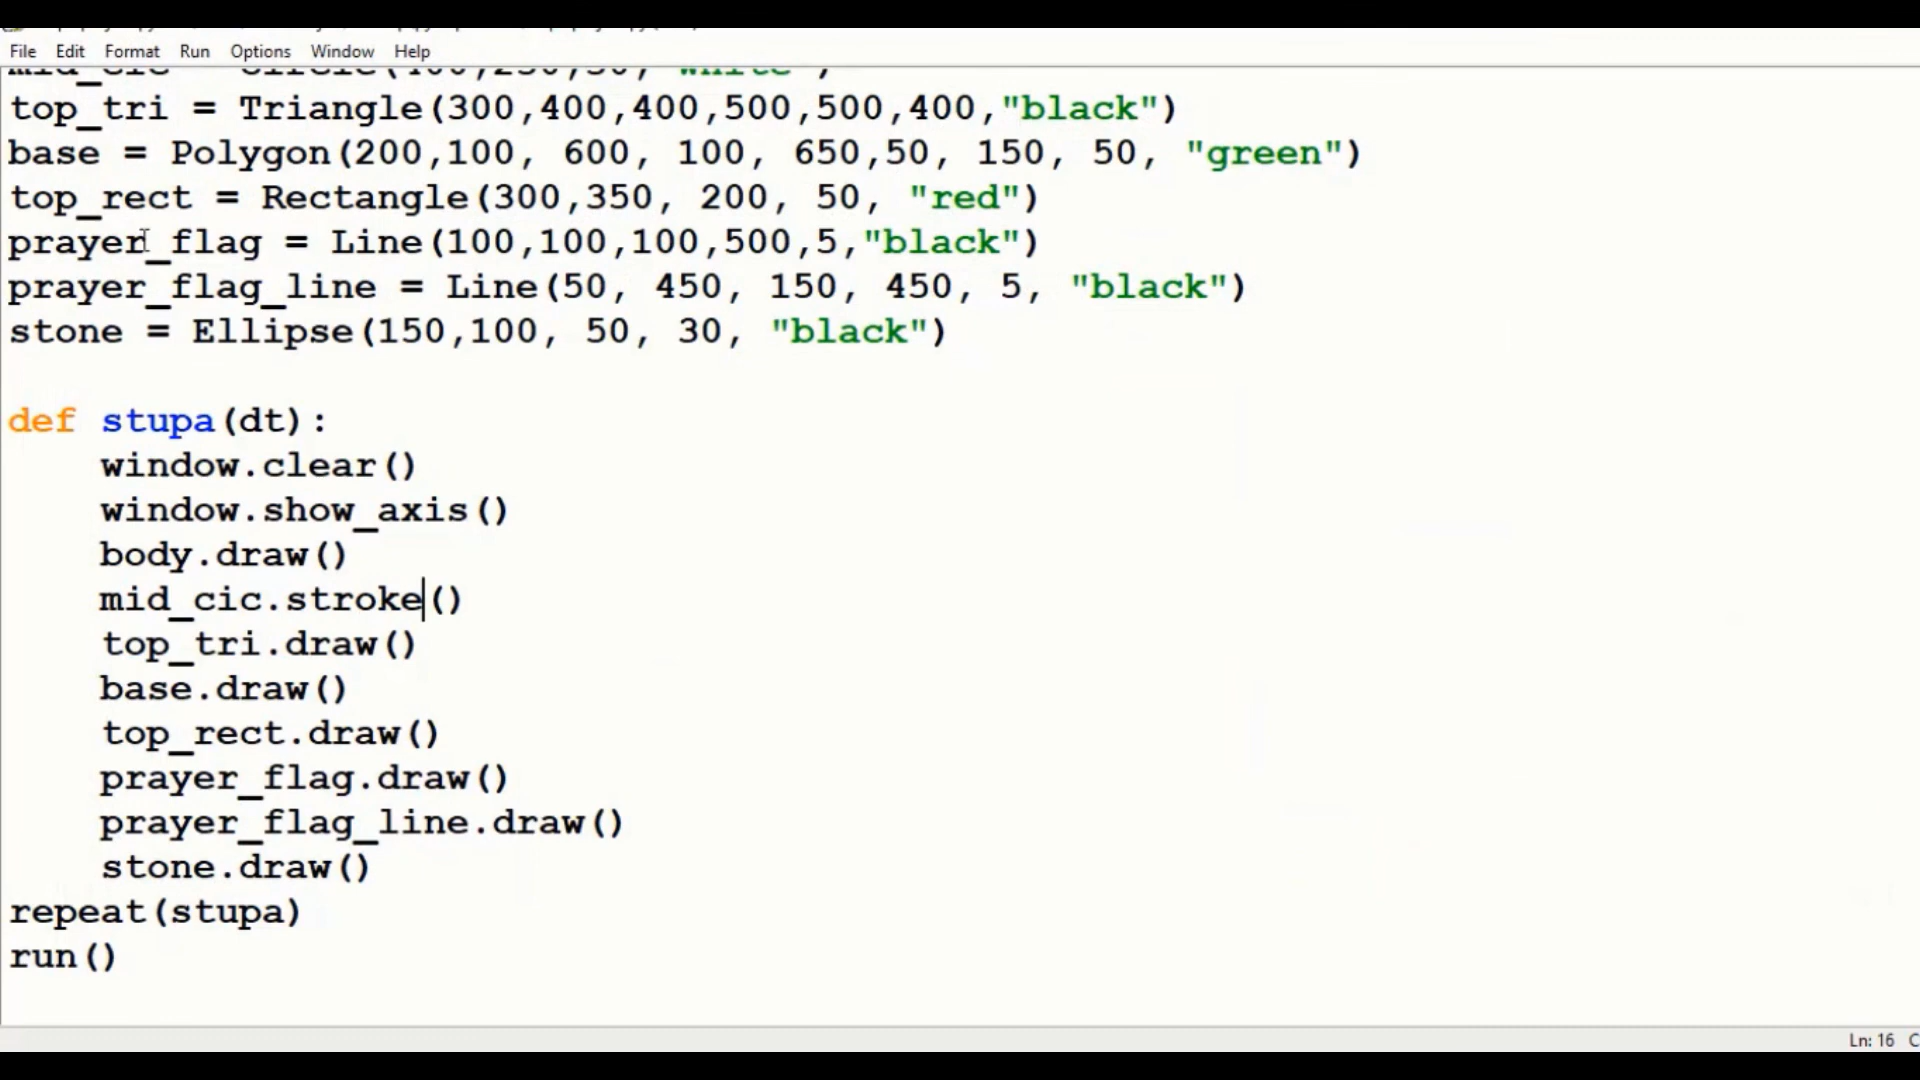 File Edit Format Run Options Window Help
top_tri = Triangle(300,400,400,500,500,400,"black")
base = Polygon(200,100, 600, 100, 650,50, 150, 50, "green")
top_rect = Rectangle(300,350, 200, 50, "red")
prayer_flag = Line(100,100,100,500,5,"black")
prayer_flag_line = Line(50, 450, 150, 450, 5, "black")
stone = Ellipse(150,100, 50, 30, "black")
def stupa(dt):
window.clear()
window.show_axis()
body.draw()
mid_cic.stroke()
top_tri.draw()
base.draw()
top_rect.draw()
prayer_flag.draw()
prayer_flag_line.draw()
stone.draw()
repeat(stupa)
run()
Ln: 16 C